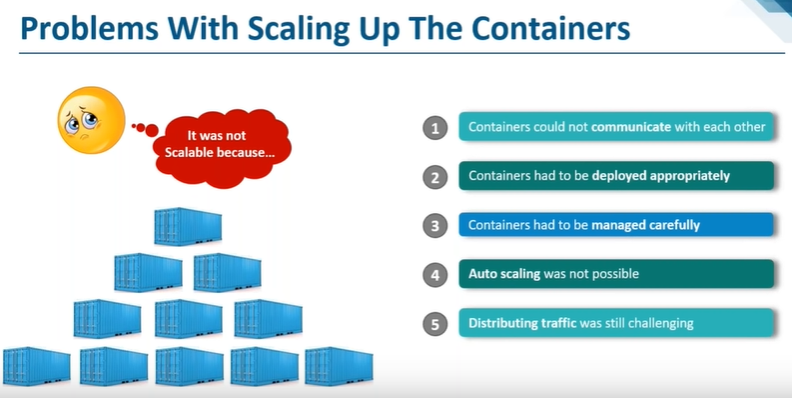 Problems With Scaling Up The Containers
It was not
Scalable because...
1
Containers could not communicate with each other
2
Containers had to be deployed appropriately
3
Containers had to be managed carefully
4
Auto scaling was not possible
5
Distributing traffic was still challenging